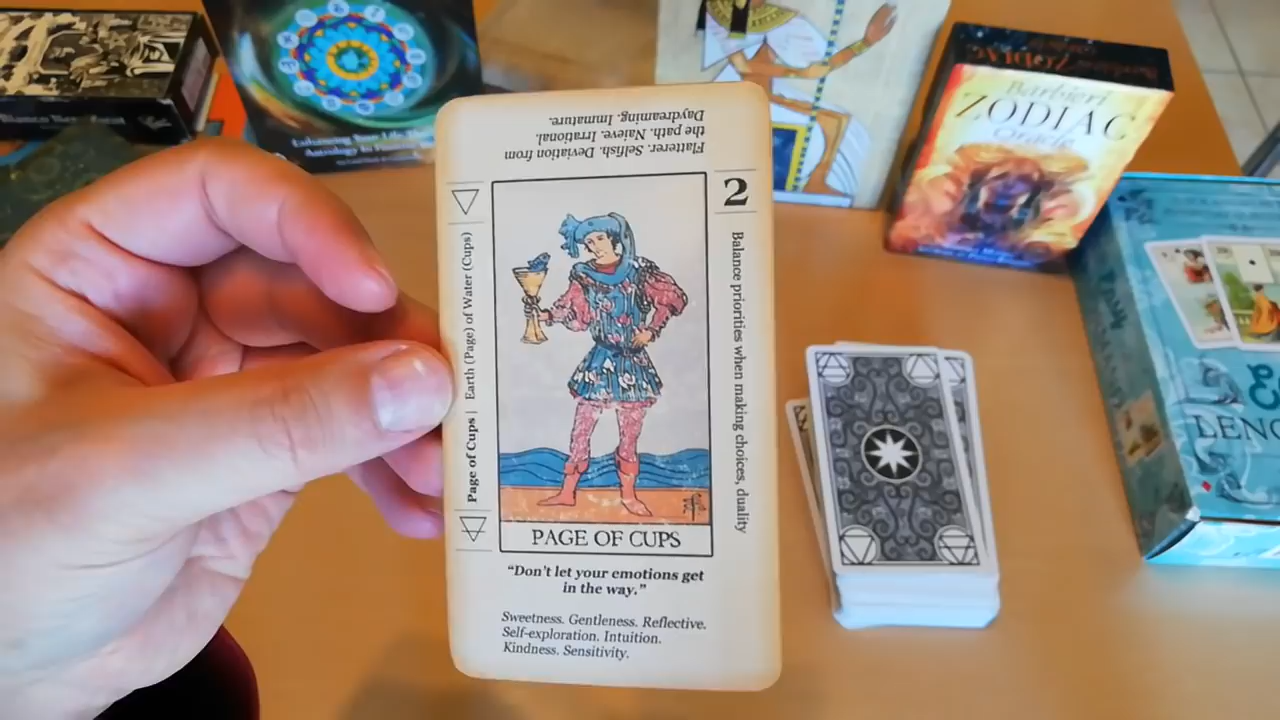 Flatterer. Selfish. Deviation from
the path. Naive. Irrational.
Daydreaming. Immature.
2
Balance priorities when making choices, duality
Page of Cups | Earth (Page) of Water (Cups)
PAGE OF CUPS
"Don't let your emotions get
in the way."
Sweetness. Gentleness. Reflective.
Self-exploration. Intuition.
Kindness. Sensitivity.
Barbieri
ZODIAC
Oracle
ZODIAC